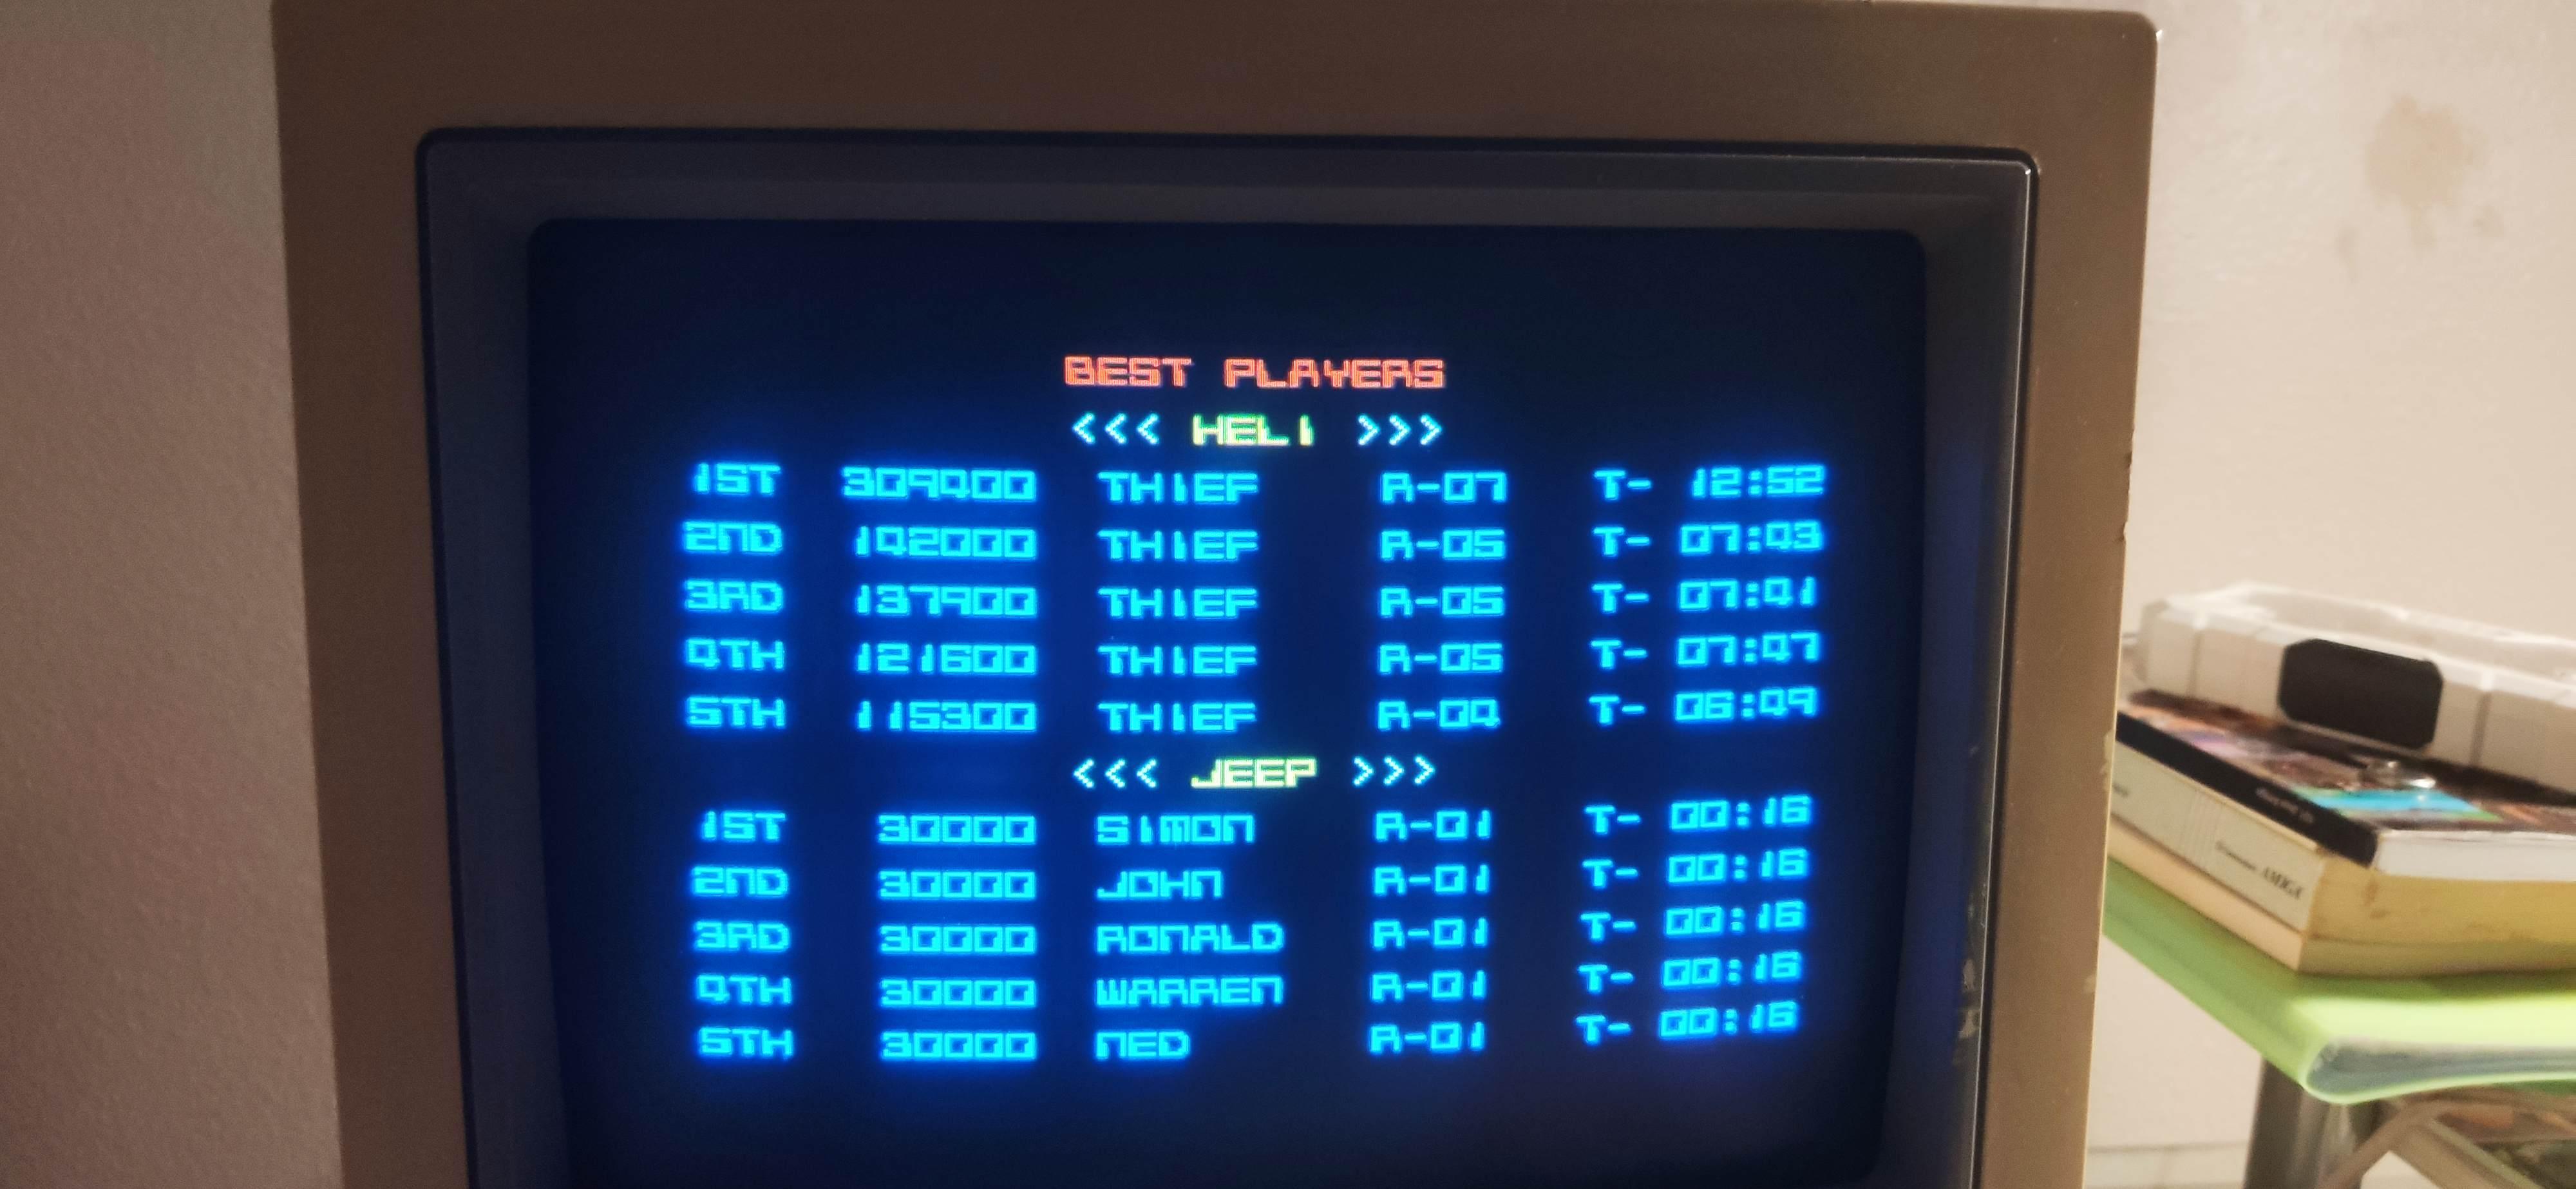 BEST PLAYERS
<<< HELI >>>
1ST 309400 THIEF R-07 T- 12:52
2ND 142000 THIEF R-05 T- 07:43
3RD 137900 THIEF R-05 T- 07:41
4TH 121600 THIEF R-05 T- 07:47
5TH 115300 THIEF R-04 T- 06:49
<<< JEEP >>>
1ST 30000 SIMON R-01 T- 00:16
2ND 30000 JOHN R-01 T- 00:16
3RD 30000 RONALD R-01 T- 00:16
4TH 30000 WARREN R-01 T- 00:16
5TH 30000 NED R-01 T- 00:16
AMIGA